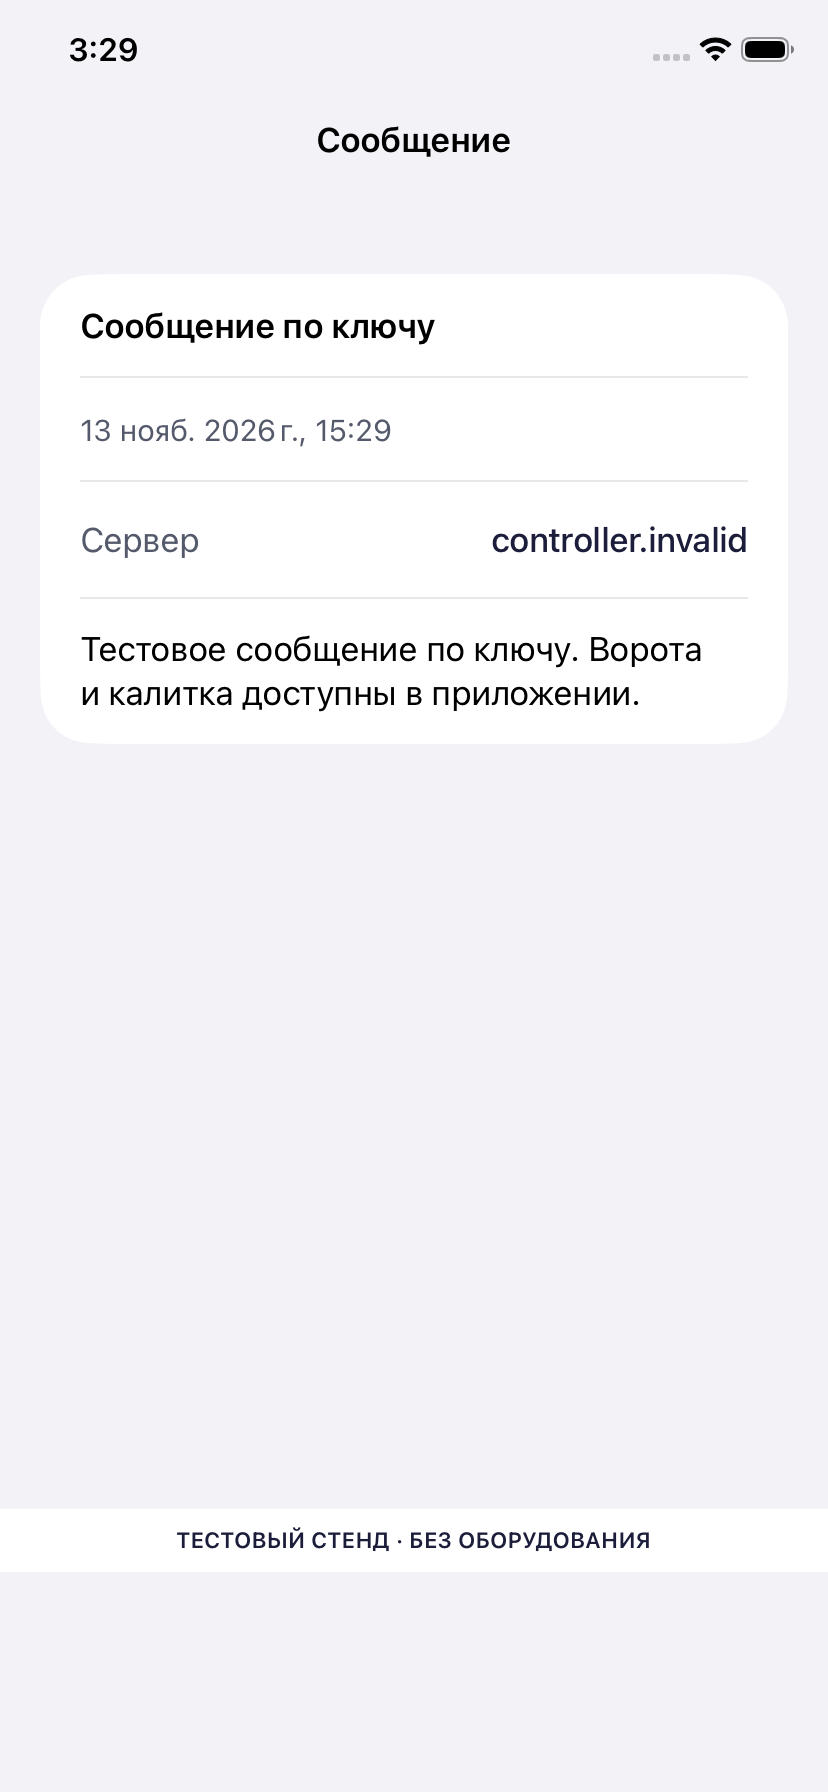 3:29
Сообщение
Сообщение по ключу
13 нояб. 2026 г., 15:29
Сервер controller.invalid
Тестовое сообщение по ключу. Ворота
и калитка доступны в приложении.
ТЕСТОВЫЙ СТЕНД · БЕЗ ОБОРУДОВАНИЯ